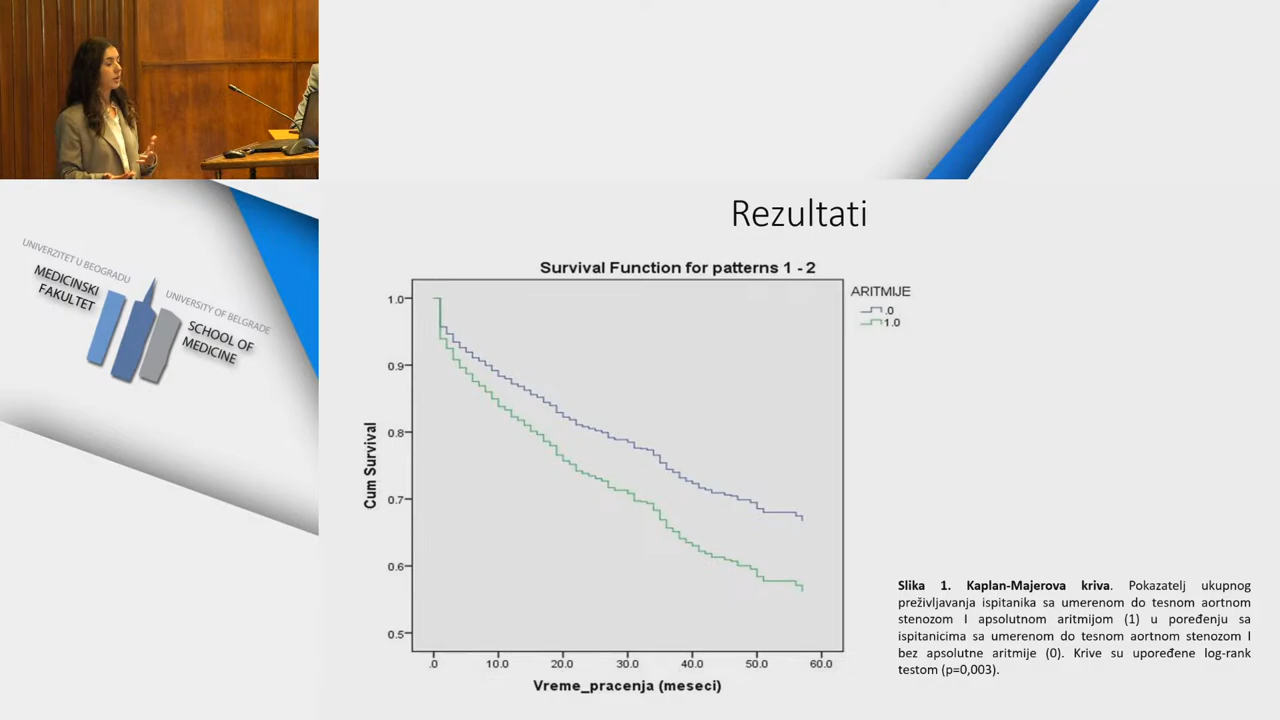 UNIVERZITET U BEOGRADU
MEDICINSKI
FAKULTET
UNIVERSITY OF BELGRADE
SCHOOL OF
MEDICINE
Rezultati
Survival Function for patterns 1 - 2
ARITMIJE
.0
1.0
Cum Survival
1.0
0.9
0.8
0.7
0.6
0.5
.0 10.0 20.0 30.0 40.0 50.0 60.0
Vreme_pracenja (meseci)
Slika 1. Kaplan-Majerova kriva. Pokazatelj ukupnog
preživljavanja ispitanika sa umerenom do tesnom aortnom
stenozom I apsolutnom aritmijom (1) u poređenju sa
ispitanicima sa umerenom do tesnom aortnom stenozom I
bez apsolutne aritmije (0). Krive su upoređene log-rank
testom (p=0,003).